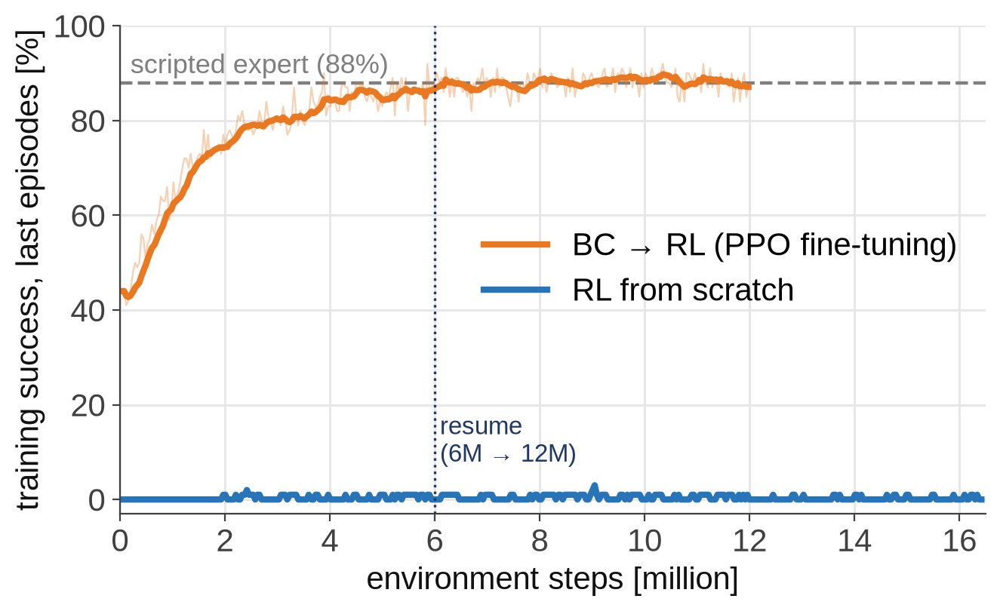 training success, last episodes [%]
100
80
60
40
20
0
scripted expert (88%)
BC → RL (PPO fine-tuning)
RL from scratch
resume
(6M → 12M)
0 2 4 6 8 10 12 14 16
environment steps [million]